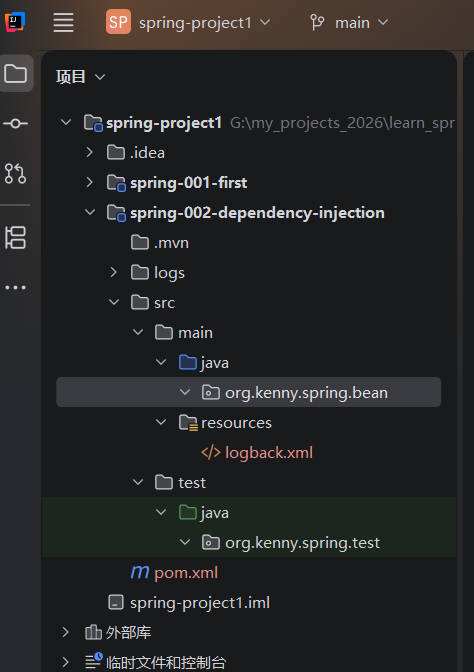 SP spring-project1 main
项目
spring-project1 G:\my_projects_2026\learn_spr
.idea
spring-001-first
spring-002-dependency-injection
.mvn
logs
src
main
java
org.kenny.spring.bean
resources
</> logback.xml
test
java
org.kenny.spring.test
m pom.xml
spring-project1.iml
外部库
临时文件和控制台